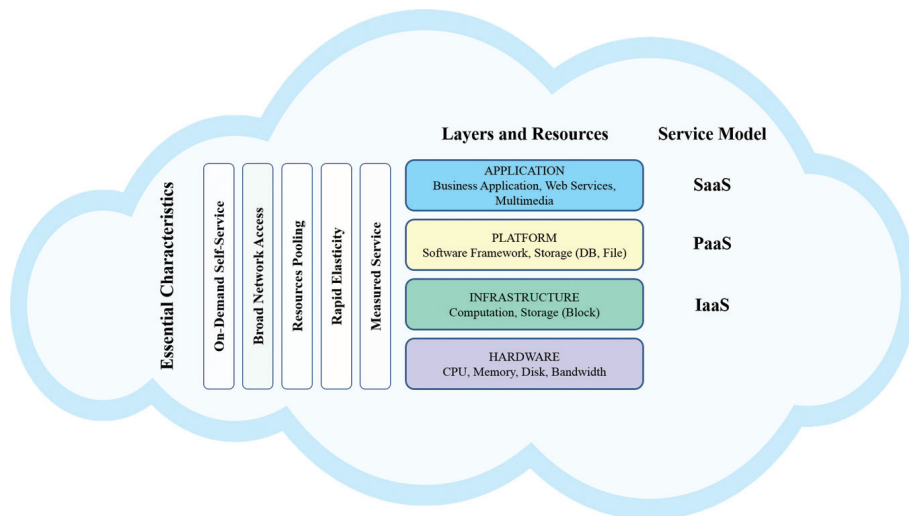 Layers and Resources
Service Model
Essential Characteristics
On-Demand Self-Service
Broad Network Access
Resources Pooling
Rapid Elasticity
Measured Service
APPLICATION
Business Application, Web Services,
Multimedia
SaaS
PLATFORM
Software Framework, Storage (DB, File)
PaaS
INFRASTRUCTURE
Computation, Storage (Block)
IaaS
HARDWARE
CPU, Memory, Disk, Bandwidth